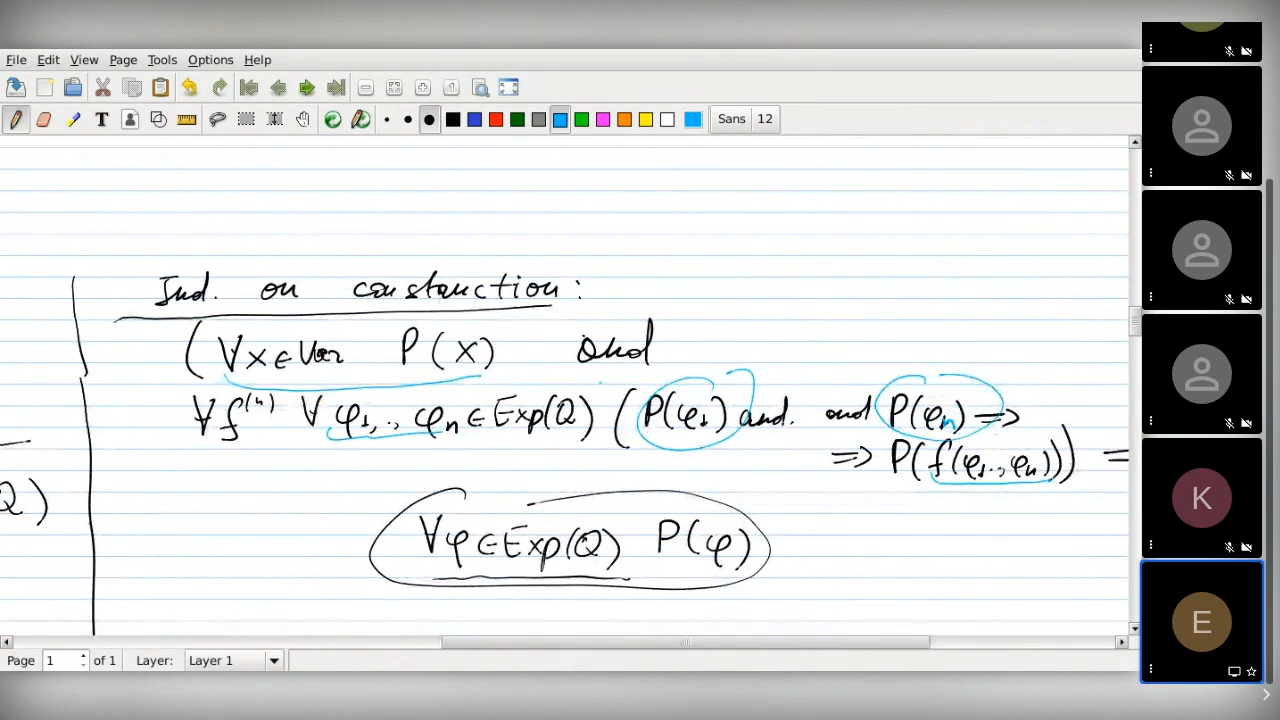 File Edit View Page Tools Options Help
Sans 12
Ind. on construction:
(∀x∈Var P(x) and
∀f⁽ⁿ⁾ ∀φ₁,..,φₙ∈Exp(Q) (P(φ₁) and. and P(φₙ) =>
=> P(f(φ₁..,φₙ))) =
Q)
∀φ∈Exp(Q) P(φ)
Page 1 of 1 Layer: Layer 1
K
E